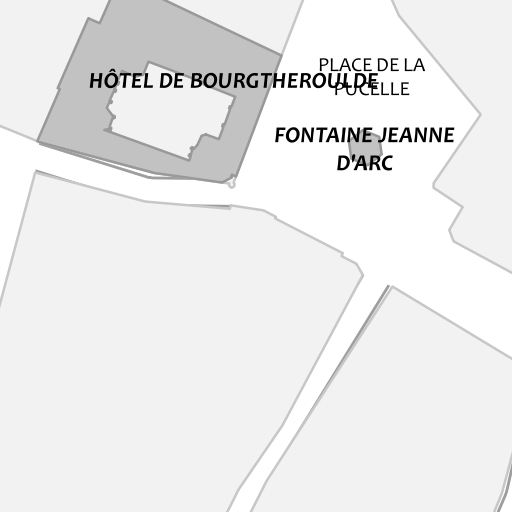 PLACE DE LA
PUCELLE
HÔTEL DE BOURGTHEROULDE
FONTAINE JEANNE
D'ARC